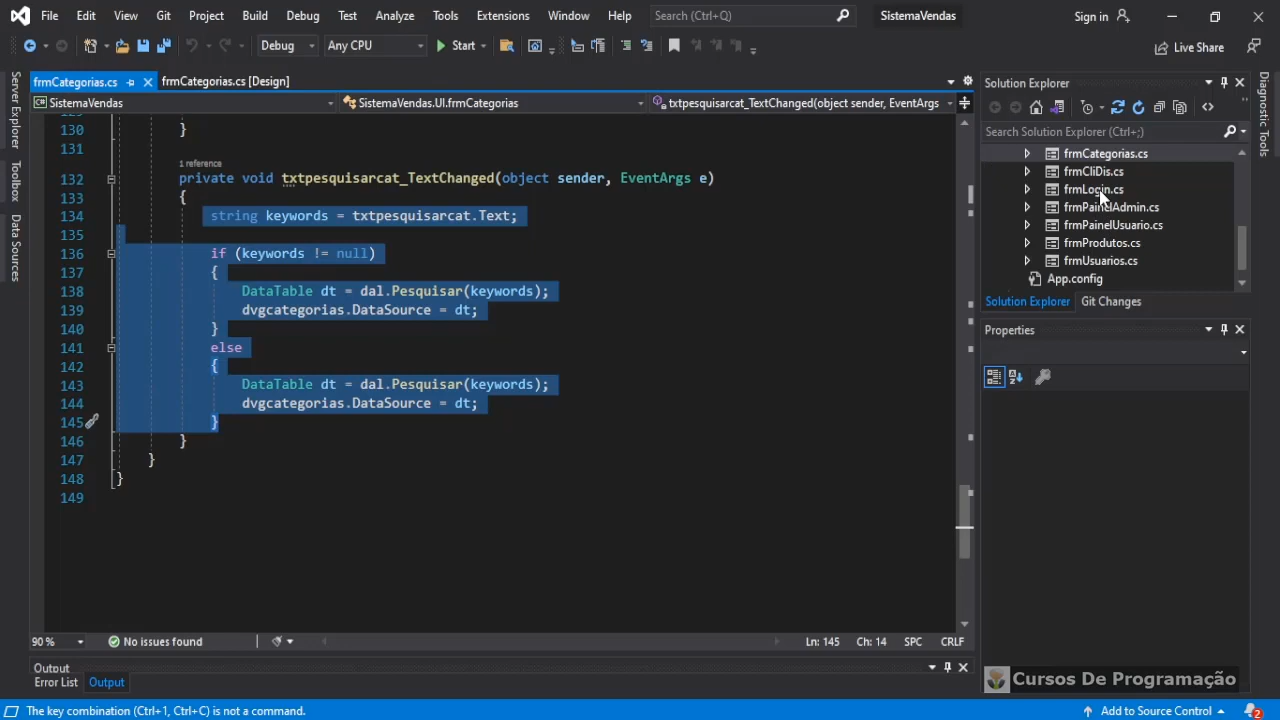 File Edit View Git Project Build Debug Test Analyze Tools Extensions Window Help Search (Ctrl+Q) SistemaVendas Sign in
Debug Any CPU Start Live Share
frmCategorias.cs frmCategorias.cs [Design]
SistemaVendas SistemaVendas.UI.frmCategorias txtpesquisarcat_TextChanged(object sender, EventArgs
Server Explorer
Toolbox
Data Sources
130 }
131
1 reference
132 private void txtpesquisarcat_TextChanged(object sender, EventArgs e)
133 {
134 string keywords = txtpesquisarcat.Text;
135
136 if (keywords != null)
137 {
138 DataTable dt = dal.Pesquisar(keywords);
139 dvgcategorias.DataSource = dt;
140 }
141 else
142 {
143 DataTable dt = dal.Pesquisar(keywords);
144 dvgcategorias.DataSource = dt;
145 }
146 }
147 }
148 }
149
90 % No issues found Ln: 145 Ch: 14 SPC CRLF
Output
Error List Output
Solution Explorer
Search Solution Explorer (Ctrl+;)
frmCategorias.cs
frmCliDis.cs
frmLogin.cs
frmPainelAdmin.cs
frmPainelUsuario.cs
frmProdutos.cs
frmUsuarios.cs
App.config
Solution Explorer Git Changes
Properties
Diagnostic Tools
Cursos De Programação
The key combination (Ctrl+1, Ctrl+C) is not a command. Add to Source Control 2